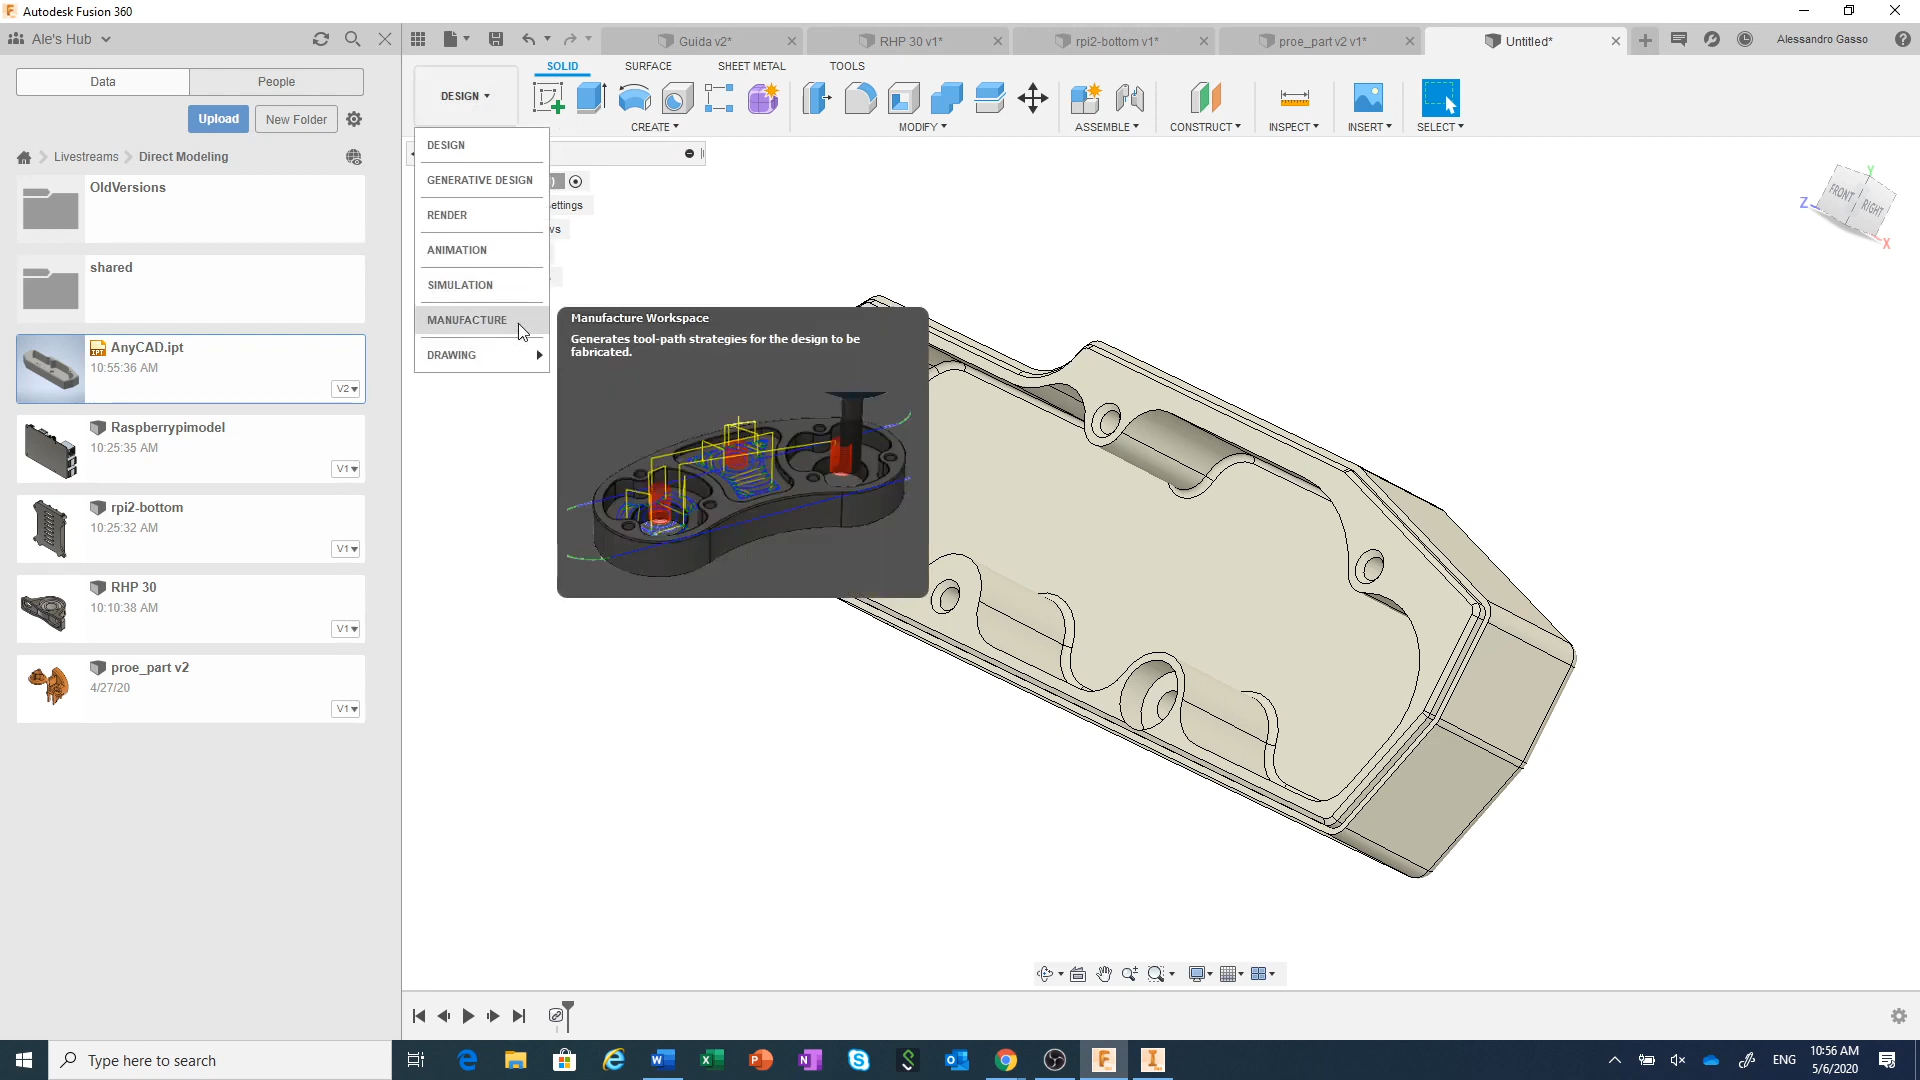 Autodesk Fusion 360
Ale's Hub
Guida v2*
RHP 30 v1*
rpi2-bottom v1*
proe_part v2 v1*
Untitled*
Alessandro Gasso
Data
People
Upload
New Folder
Livestreams
Direct Modeling
OldVersions
shared
AnyCAD.ipt
10:55:36 AM
V2
Raspberrypimodel
10:25:35 AM
V1
rpi2-bottom
10:25:32 AM
V1
RHP 30
10:10:38 AM
V1
proe_part v2
4/27/20
V1
SOLID
SURFACE
SHEET METAL
TOOLS
DESIGN
CREATE
MODIFY
ASSEMBLE
CONSTRUCT
INSPECT
INSERT
SELECT
DESIGN
GENERATIVE DESIGN
RENDER
ANIMATION
SIMULATION
MANUFACTURE
DRAWING
)
ettings
ws
Manufacture Workspace
Generates tool-path strategies for the design to be
fabricated.
Y
Z
X
FRONT
RIGHT
Type here to search
ENG
10:56 AM
5/6/2020